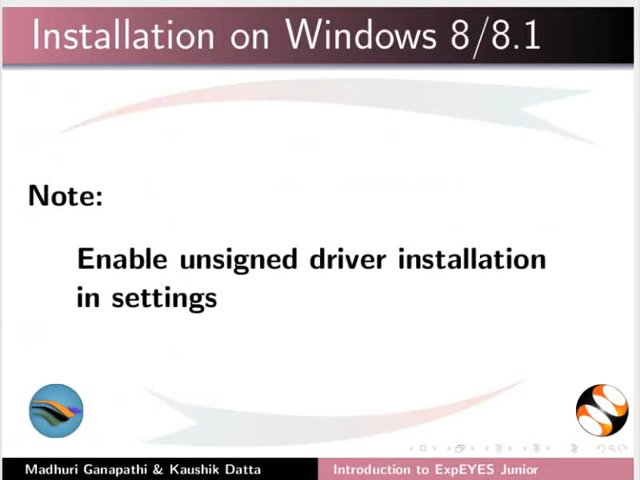 Installation on Windows 8/8.1
Note:
Enable unsigned driver installation
in settings
Madhuri Ganapathi & Kaushik Datta
Introduction to ExpEYES Junior